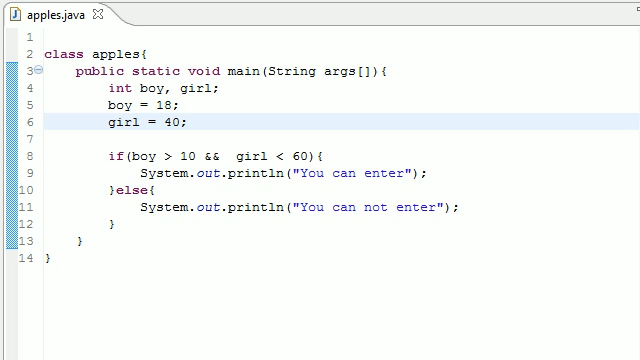 apples.java
1
2 class apples{
3 public static void main(String args[]){
4 int boy, girl;
5 boy = 18;
6 girl = 40;
7
8 if(boy > 10 &&  girl < 60){
9 System.out.println("You can enter");
10 }else{
11 System.out.println("You can not enter");
12 }
13 }
14 }